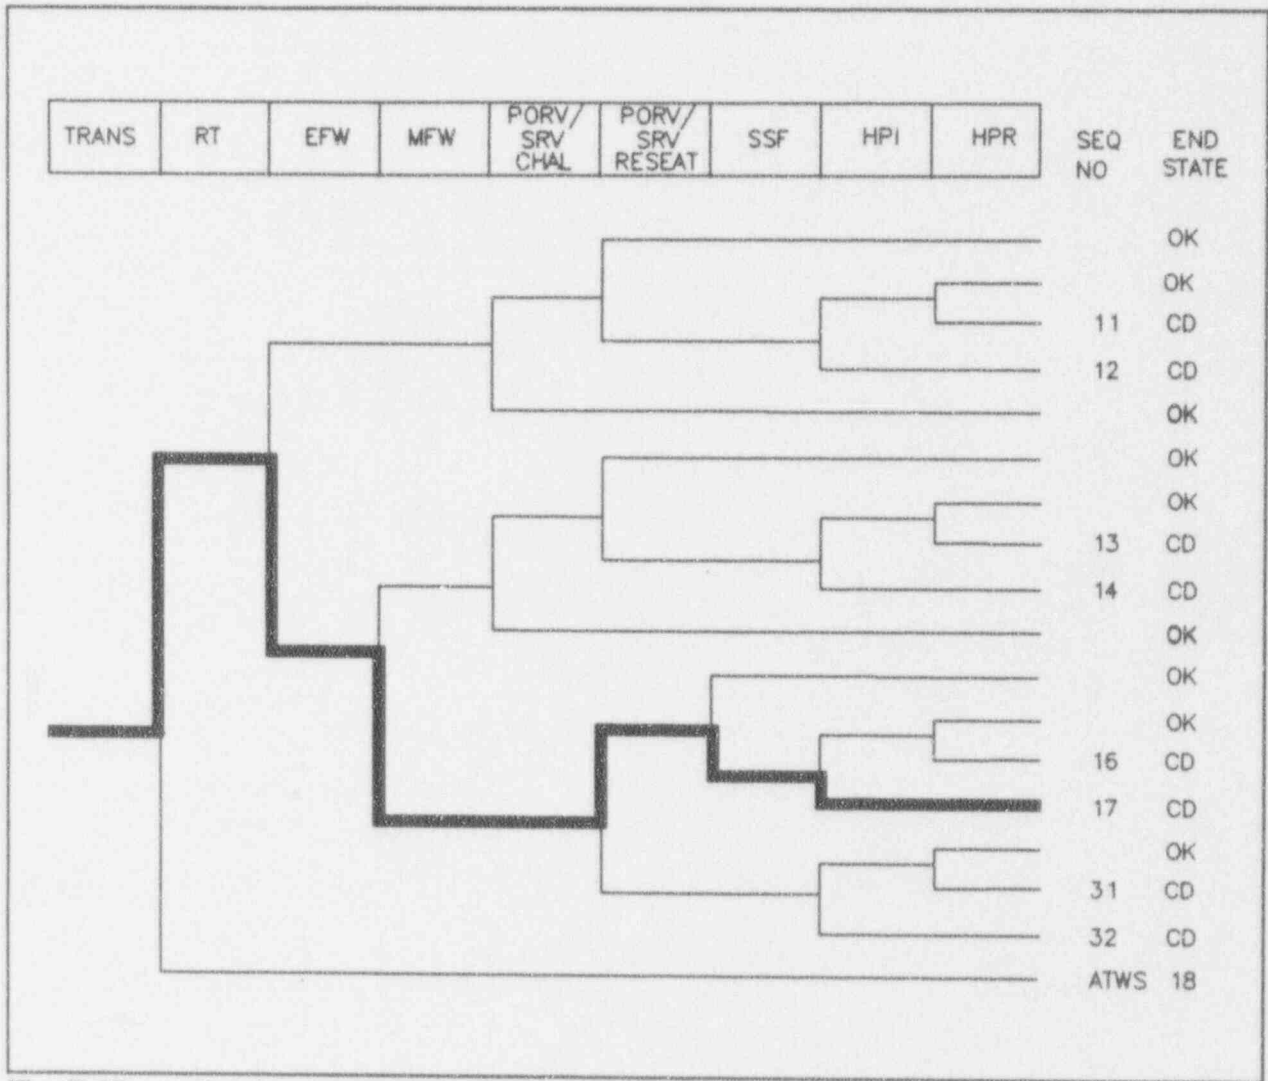 TRANS RT EFW MFW PORV/ SRV CHAL PORV/ SRV RESEAT SSF HPI HPR SEQ NO END STATE
OK
OK
11 CD
12 CD
OK
OK
OK
13 CD
14 CD
OK
OK
OK
16 CD
17 CD
OK
31 CD
32 CD
ATWS 18